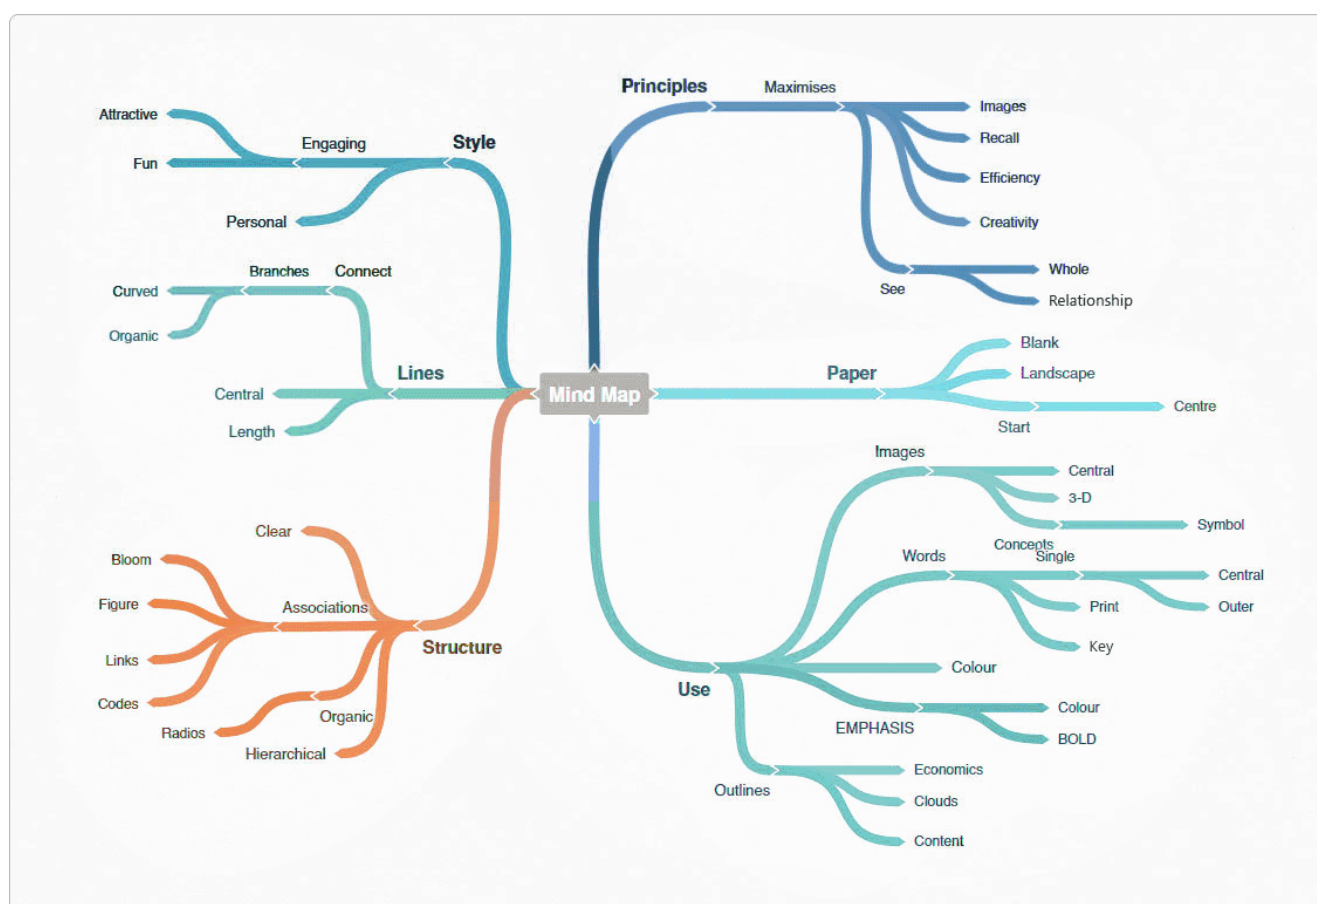 Mind Map
Principles
Maximises
Images
Recall
Efficiency
Creativity
See
Whole
Relationship
Paper
Blank
Landscape
Start
Centre
Use
Images
Central
3-D
Concepts
Symbol
Words
Single
Central
Outer
Print
Key
Colour
EMPHASIS
Colour
BOLD
Outlines
Economics
Clouds
Content
Style
Engaging
Attractive
Fun
Personal
Lines
Connect
Branches
Curved
Organic
Central
Length
Structure
Clear
Associations
Bloom
Figure
Links
Codes
Organic
Radios
Hierarchical